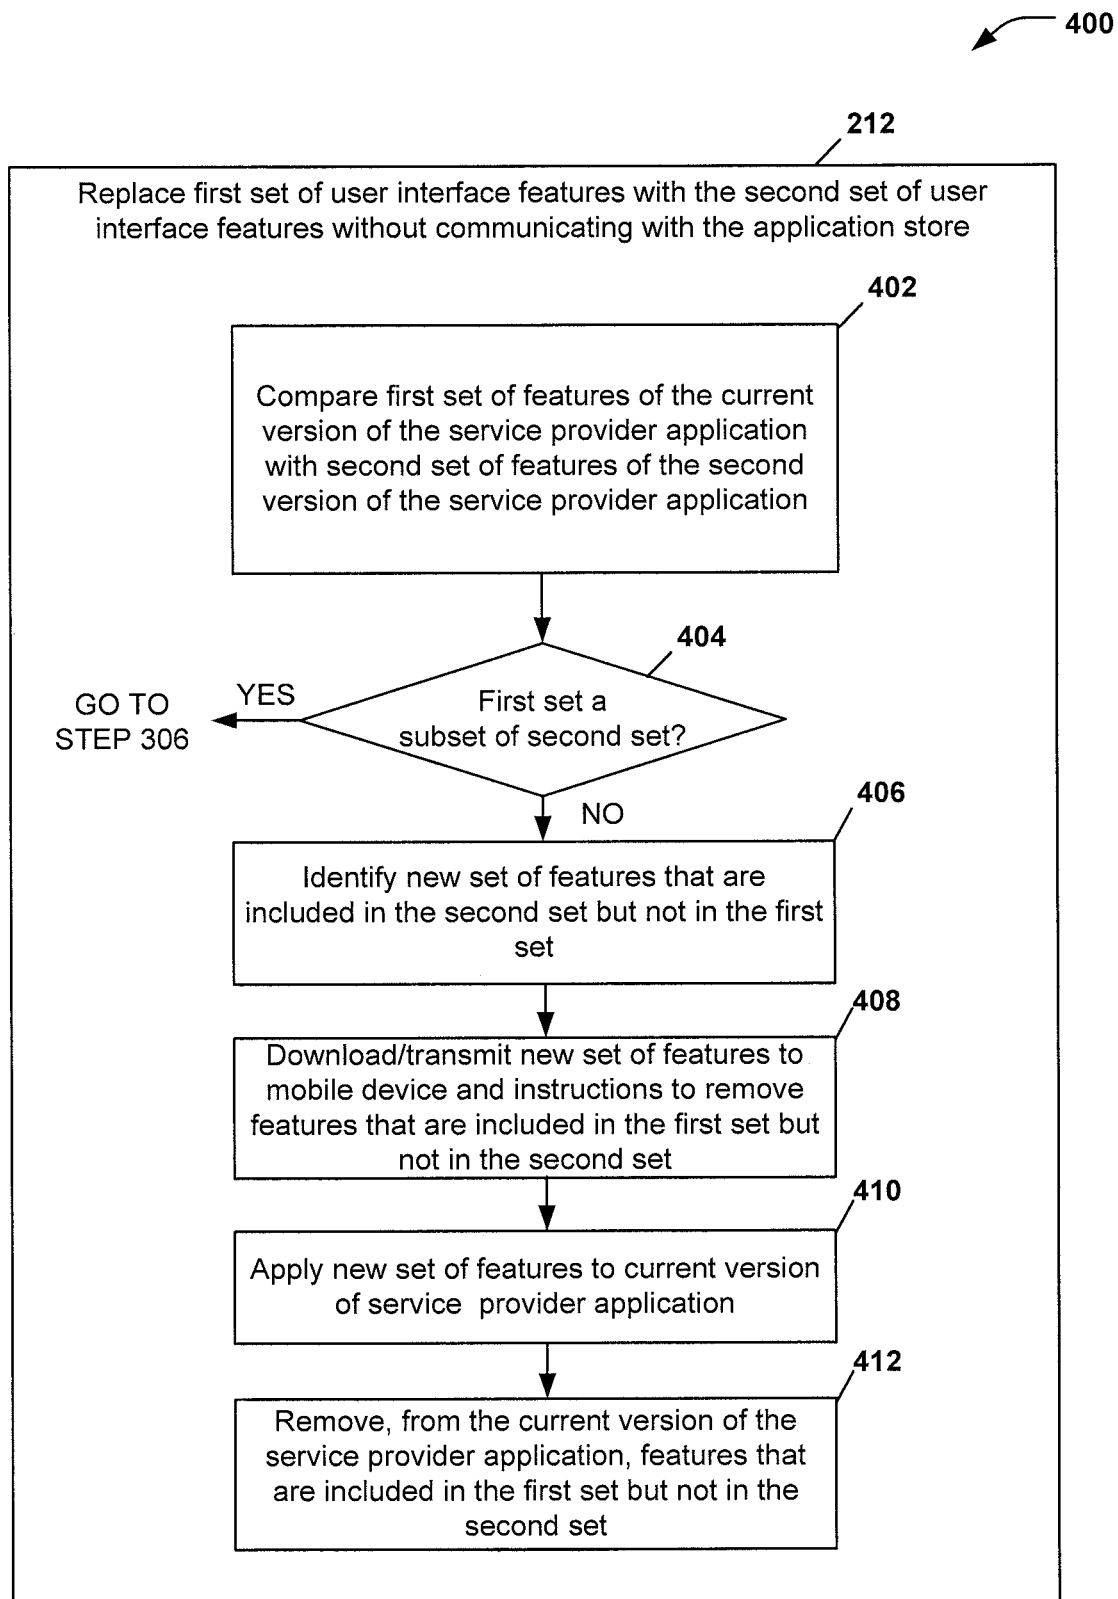 400
212
Replace first set of user interface features with the second set of user
interface features without communicating with the application store
402
Compare first set of features of the current
version of the service provider application
with second set of features of the second
version of the service provider application
404
First set a
subset of second set?
YES
GO TO
STEP 306
NO
406
Identify new set of features that are
included in the second set but not in the first
set
408
Download/transmit new set of features to
mobile device and instructions to remove
features that are included in the first set but
not in the second set
410
Apply new set of features to current version
of service provider application
412
Remove, from the current version of the
service provider application, features that
are included in the first set but not in the
second set